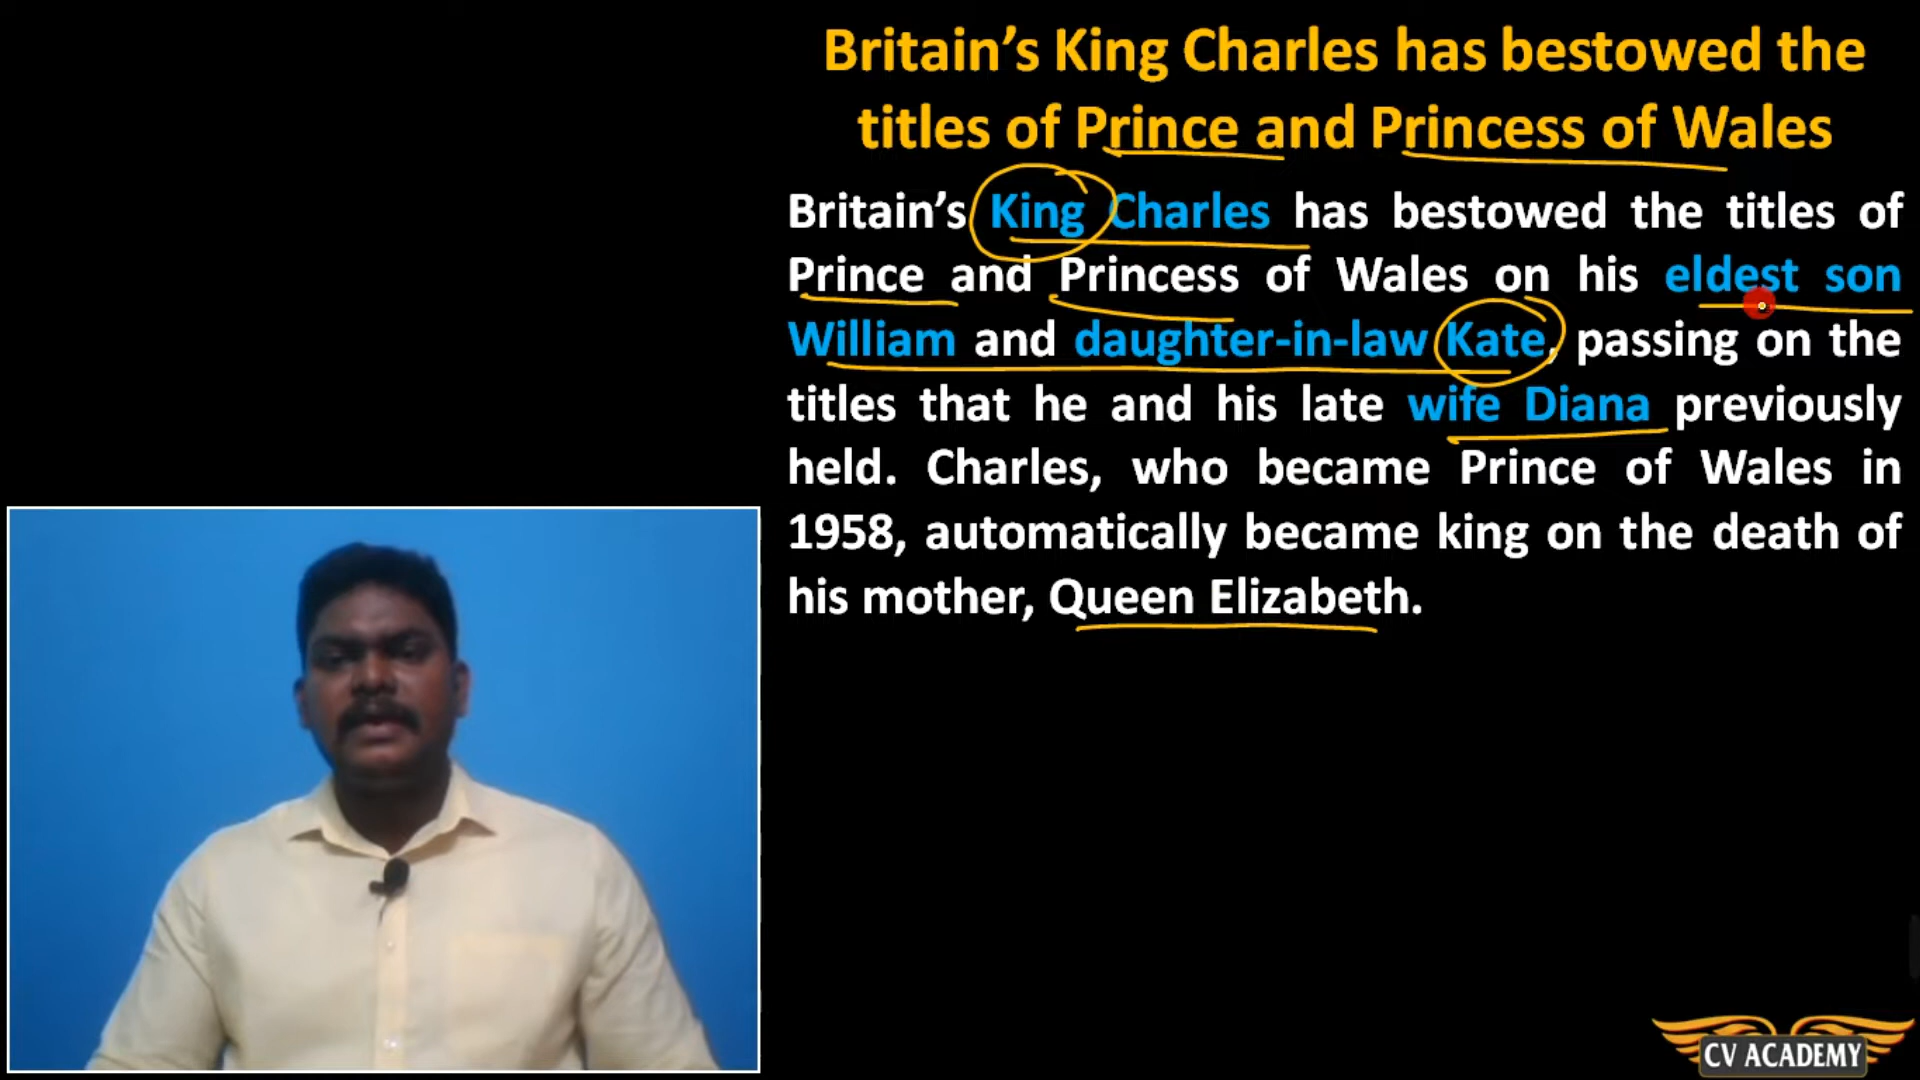 Britain’s King Charles has bestowed the
titles of Prince and Princess of Wales
Britain’s King Charles has bestowed the titles of
Prince and Princess of Wales on his eldest son
William and daughter-in-law Kate, passing on the
titles that he and his late wife Diana previously
held. Charles, who became Prince of Wales in
1958, automatically became king on the death of
his mother, Queen Elizabeth.
CV ACADEMY